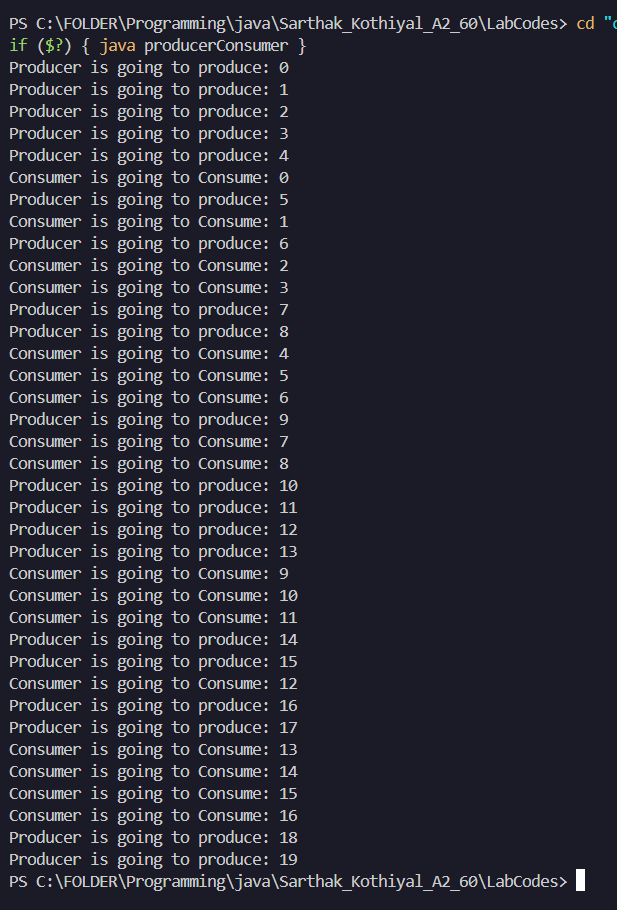 PS C:\FOLDER\Programming\java\Sarthak_Kothiyal_A2_60\LabCodes> cd "
if ($?) { java producerConsumer }
Producer is going to produce: 0
Producer is going to produce: 1
Producer is going to produce: 2
Producer is going to produce: 3
Producer is going to produce: 4
Consumer is going to Consume: 0
Producer is going to produce: 5
Consumer is going to Consume: 1
Producer is going to produce: 6
Consumer is going to Consume: 2
Consumer is going to Consume: 3
Producer is going to produce: 7
Producer is going to produce: 8
Consumer is going to Consume: 4
Consumer is going to Consume: 5
Consumer is going to Consume: 6
Producer is going to produce: 9
Consumer is going to Consume: 7
Consumer is going to Consume: 8
Producer is going to produce: 10
Producer is going to produce: 11
Producer is going to produce: 12
Producer is going to produce: 13
Consumer is going to Consume: 9
Consumer is going to Consume: 10
Consumer is going to Consume: 11
Producer is going to produce: 14
Producer is going to produce: 15
Consumer is going to Consume: 12
Producer is going to produce: 16
Producer is going to produce: 17
Consumer is going to Consume: 13
Consumer is going to Consume: 14
Consumer is going to Consume: 15
Consumer is going to Consume: 16
Producer is going to produce: 18
Producer is going to produce: 19
PS C:\FOLDER\Programming\java\Sarthak_Kothiyal_A2_60\LabCodes>